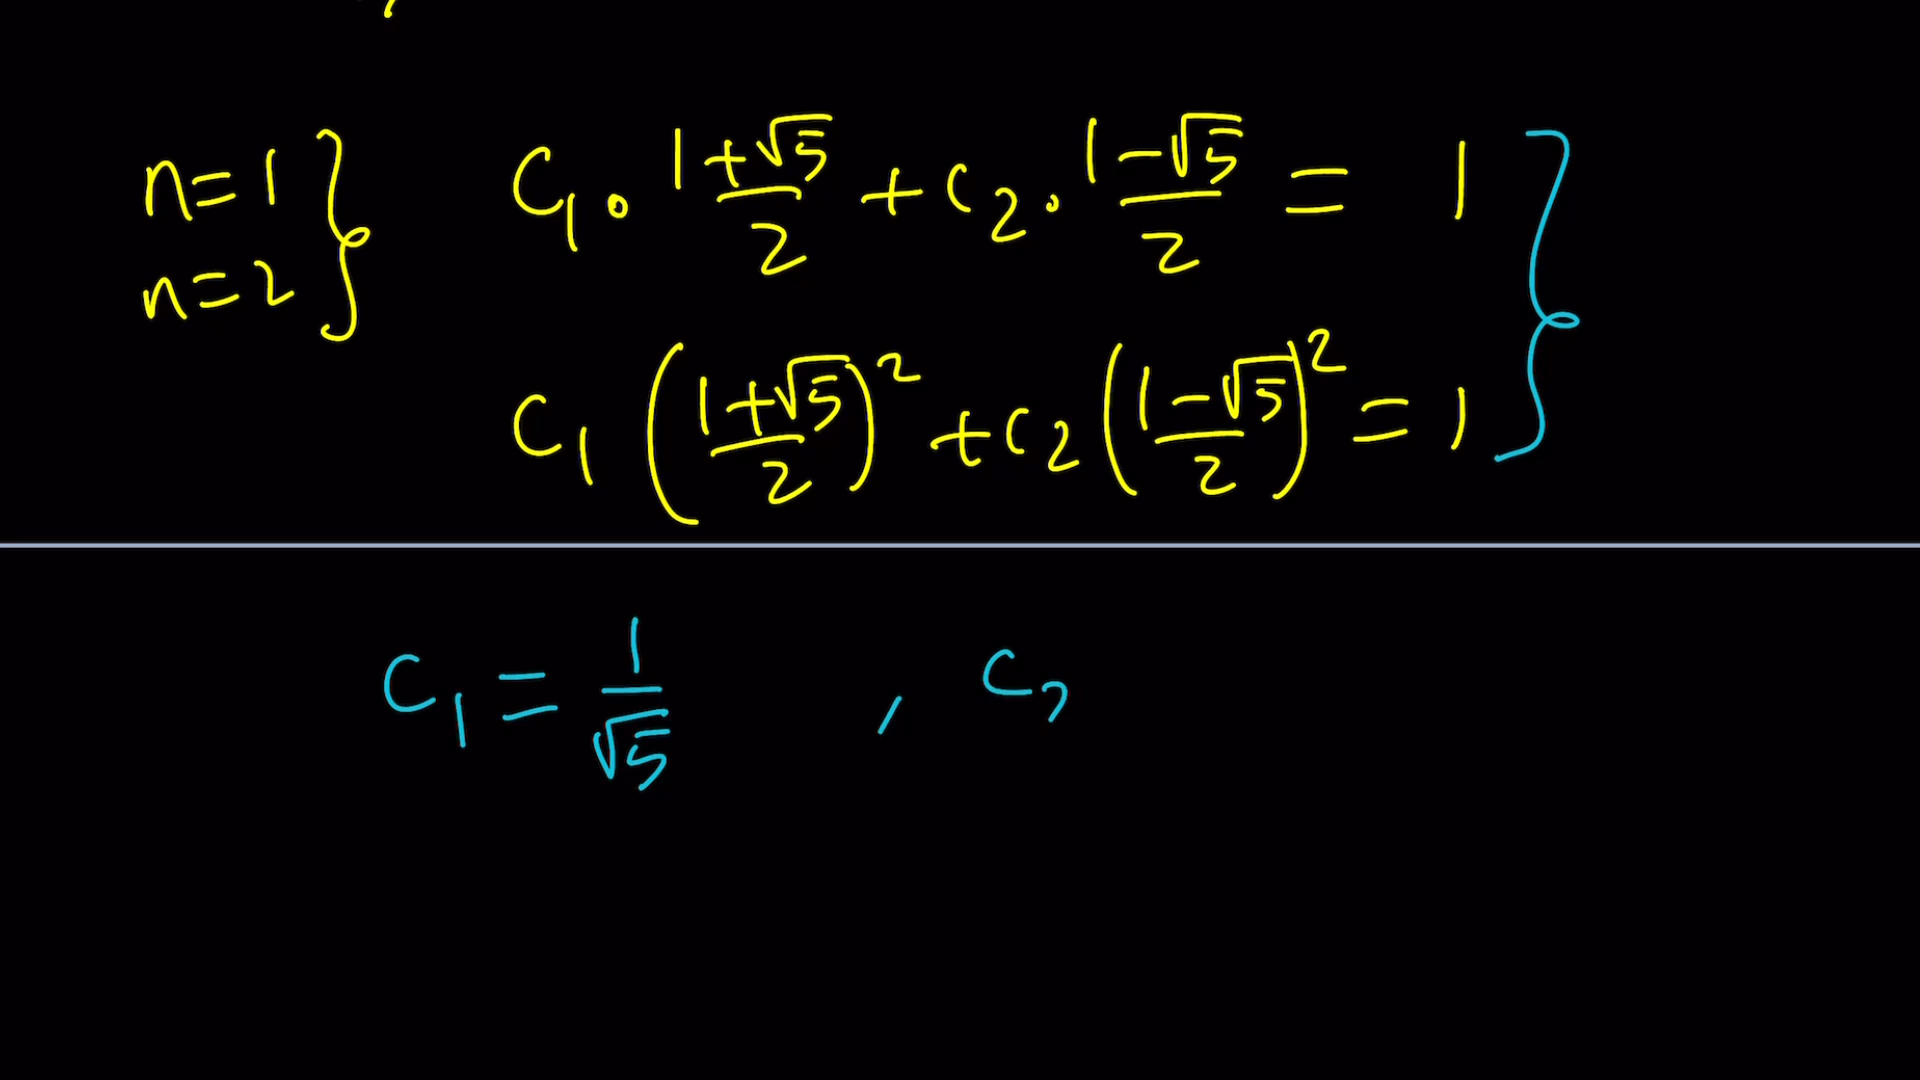 n=1 } C₁ · (1+√5)/2 + C₂ · (1-√5)/2 = 1 }
n=2
C₁ ((1+√5)/2)² + C₂ ((1-√5)/2)² = 1
C₁ = 1/√5 , C₂